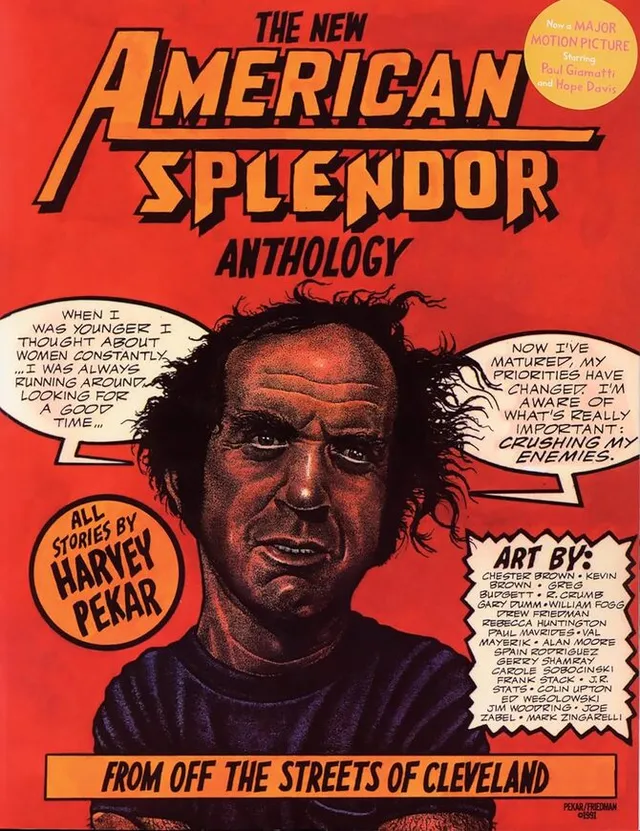 THE NEW
AMERICAN
SPLENDOR
ANTHOLOGY
Now a MAJOR
MOTION PICTURE
Starring
Paul Giamatti
and Hope Davis
WHEN I
WAS YOUNGER I
THOUGHT ABOUT
WOMEN CONSTANTLY
...I WAS ALWAYS
RUNNING AROUND
LOOKING FOR
A GOOD
TIME...
NOW I'VE
MATURED, MY
PRIORITIES HAVE
CHANGED. I'M
AWARE OF
WHAT'S REALLY
IMPORTANT:
CRUSHING MY
ENEMIES.
ALL
STORIES BY
HARVEY
PEKAR
ART BY:
CHESTER BROWN • KEVIN
BROWN • GREG
BUDGETT • R. CRUMB
GARY DUMM • WILLIAM FOGG
DREW FRIEDMAN
REBECCA HUNTINGTON
PAUL MAVRIDES • VAL
MAYERIK • ALAN MOORE
SPAIN RODRIGUEZ
GERRY SHAMRAY
CAROLE SOBOCINSKI
FRANK STACK • J.R.
STATS • COLIN UPTON
ED WESOLOWSKI
JIM WOODRING • JOE
ZABEL • MARK ZINGARELLI
FROM OFF THE STREETS OF CLEVELAND
PEKAR/FRIEDMAN
©1991